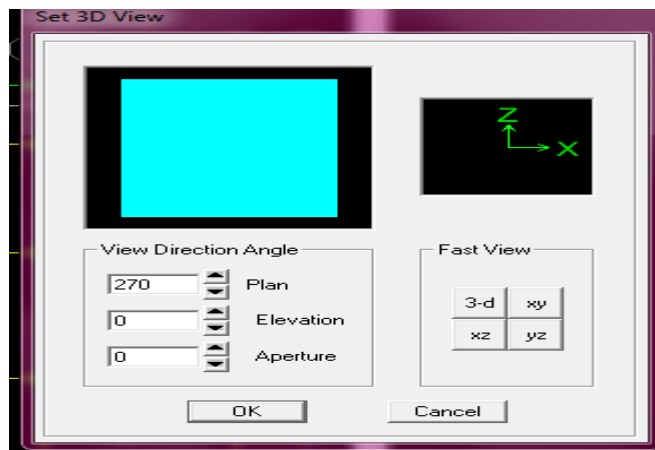 Set 3D View
Z
X
View Direction Angle
270 Plan
0 Elevation
0 Aperture
Fast View
3-d xy
xz yz
OK Cancel